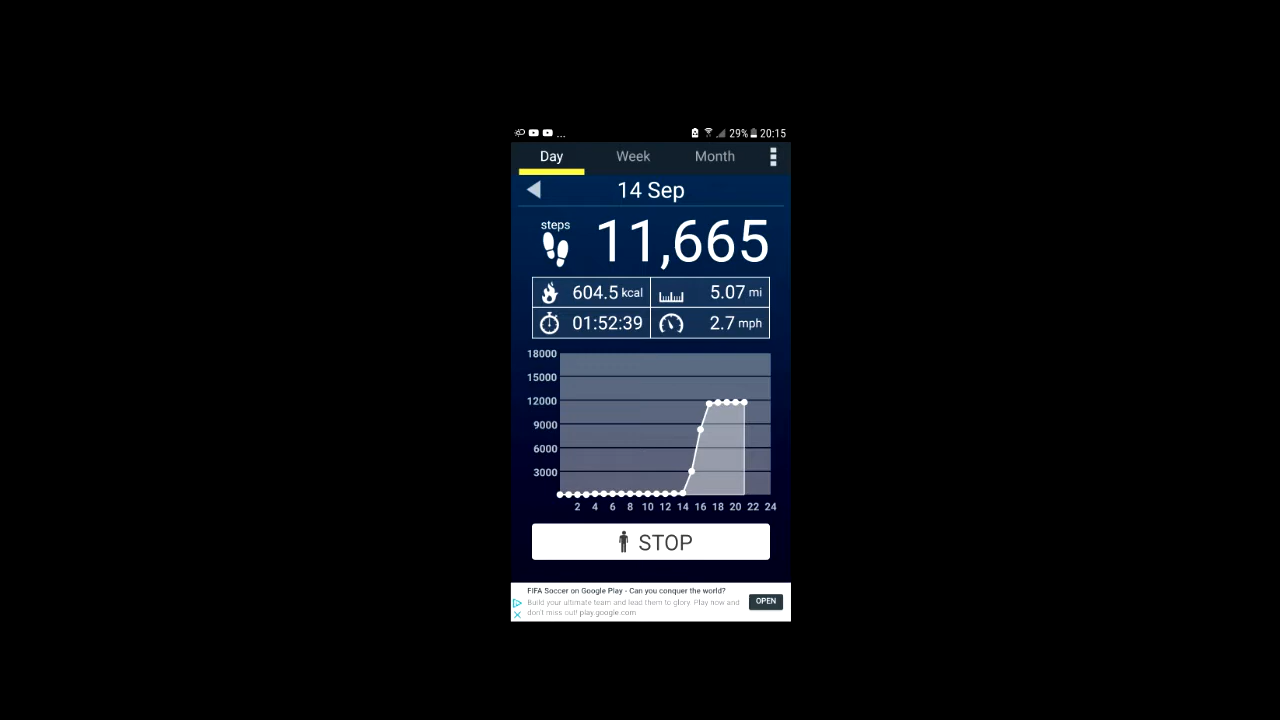 ... 29% 20:15
Day Week Month
14 Sep
steps 11,665
604.5 kcal 5.07 mi
01:52:39 2.7 mph
18000
15000
12000
9000
6000
3000
2 4 6 8 10 12 14 16 18 20 22 24
STOP
FIFA Soccer on Google Play - Can you conquer the world?
Build your ultimate team and lead them to glory. Play now and
don't miss out! play.google.com
OPEN